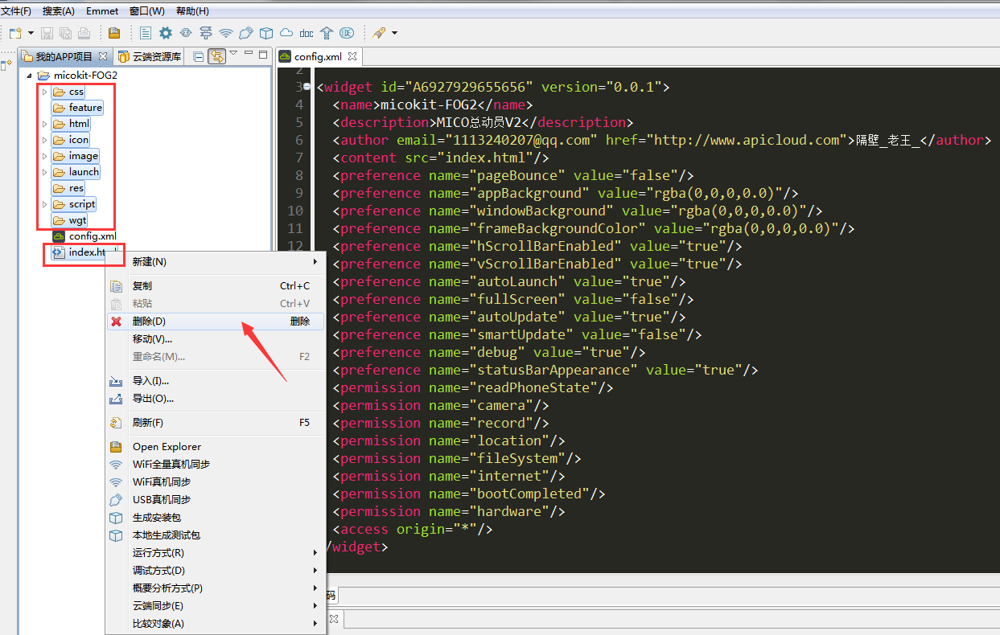 文件(F) 搜索(A) Emmet 窗口(W) 帮助(H)
doc
我的APP项目 云端资源库 config.xml
micokit-FOG2
css
feature
html
icon
image
launch
res
script
wgt
config.xml
index.ht
新建(N)
复制 Ctrl+C
粘贴 Ctrl+V
删除(D) 删除
移动(V)...
重命名(M)... F2
导入(I)...
导出(O)...
刷新(F) F5
Open Explorer
WiFi全量真机同步
WiFi真机同步
USB真机同步
生成安装包
本地生成测试包
运行方式(R)
调试方式(D)
概要分析方式(P)
云端同步(E)
比较对象(A)
2
3 <widget id="A6927929655656" version="0.0.1">
4 <name>micokit-FOG2</name>
5 <description>MICO总动员V2</description>
6 <author email="1113240207@qq.com" href="http://www.apicloud.com">隔壁_老王_</author>
7 <content src="index.html"/>
8 <preference name="pageBounce" value="false"/>
9 <preference name="appBackground" value="rgba(0,0,0,0.0)"/>
10 <preference name="windowBackground" value="rgba(0,0,0,0.0)"/>
11 <preference name="frameBackgroundColor" value="rgba(0,0,0,0.0)"/>
12 <preference name="hScrollBarEnabled" value="true"/>
<preference name="vScrollBarEnabled" value="true"/>
<preference name="autoLaunch" value="true"/>
<preference name="fullScreen" value="false"/>
<preference name="autoUpdate" value="true"/>
<preference name="smartUpdate" value="false"/>
<preference name="debug" value="true"/>
<preference name="statusBarAppearance" value="true"/>
<permission name="readPhoneState"/>
<permission name="camera"/>
<permission name="record"/>
<permission name="location"/>
<permission name="fileSystem"/>
<permission name="internet"/>
<permission name="bootCompleted"/>
<permission name="hardware"/>
<access origin="*"/>
/widget>
码